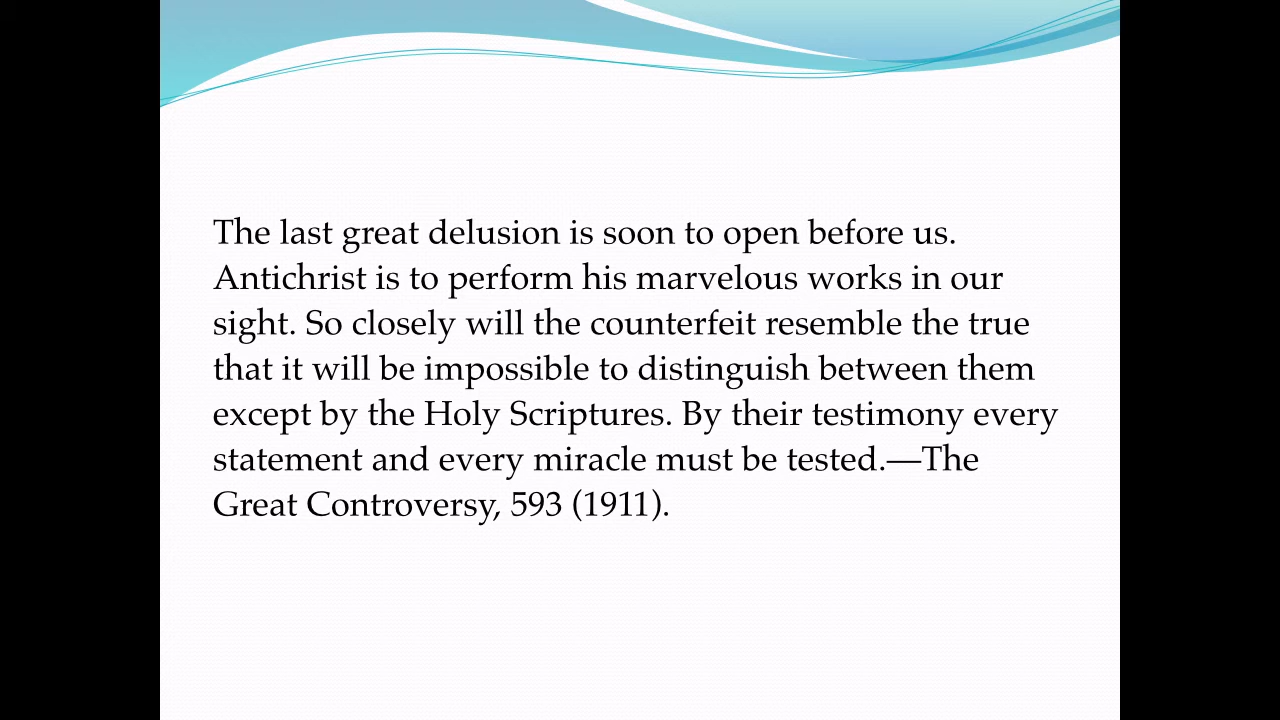 The last great delusion is soon to open before us.
Antichrist is to perform his marvelous works in our
sight. So closely will the counterfeit resemble the true
that it will be impossible to distinguish between them
except by the Holy Scriptures. By their testimony every
statement and every miracle must be tested.—The
Great Controversy, 593 (1911).